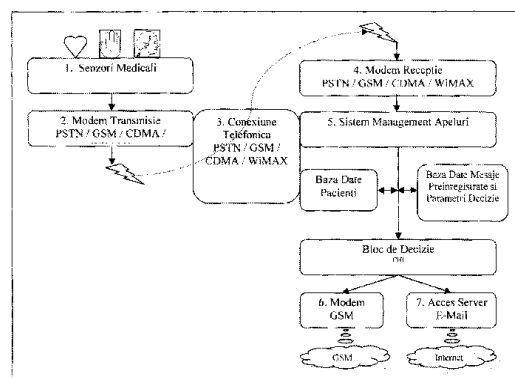 1. Senzori Medicali
2. Modem Transmisie
PSTN / GSM / CDMA /
3. Conexiune
Telefonica
PSTN / GSM /
CDMA / WiMAX
4. Modem Receptie
PSTN / GSM / CDMA / WiMAX
5. Sistem Management Apeluri
Baza Date
Pacienti
Baza Date Mesaje
Preinregistrate si
Parametri Decizie
Bloc de Decizie
6. Modem
GSM
7. Acces Server
E-Mail
GSM
Internet